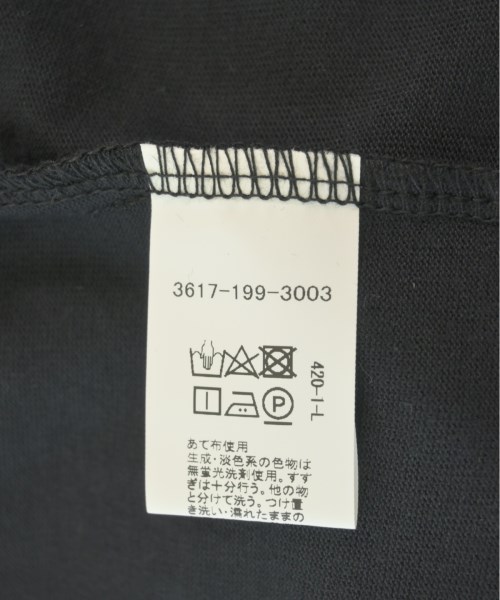 3617-199-3003
420-1-L
P
あて布使用
生成・淡色系の色物は
無蛍光洗剤使用。すす
ぎは十分行う。他の物
と分けて洗う。つけ置
き洗い・濡れたままの